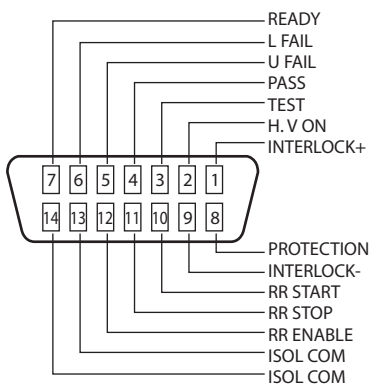 READY
L FAIL
U FAIL
PASS
TEST
H. V ON
INTERLOCK+
7 6 5 4 3 2 1
14 13 12 11 10 9 8
PROTECTION
INTERLOCK-
RR START
RR STOP
RR ENABLE
ISOL COM
ISOL COM